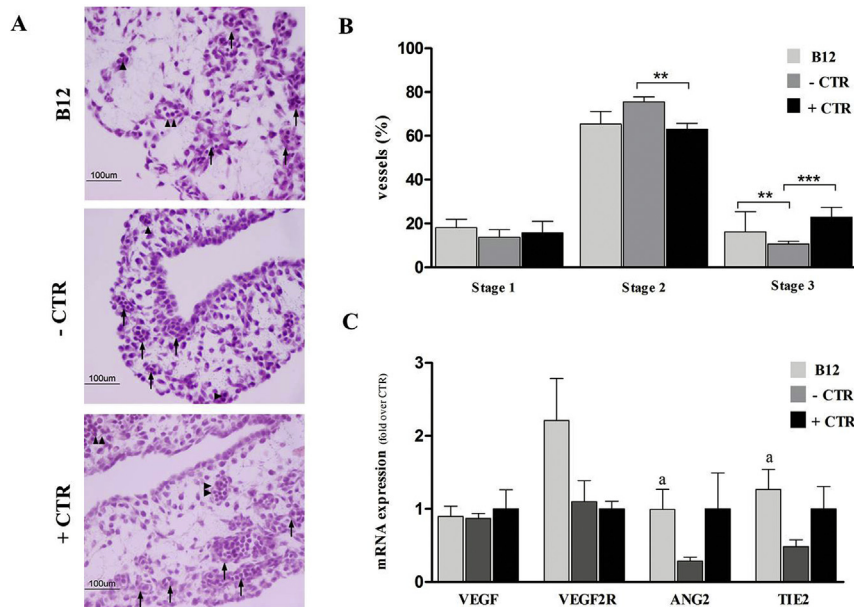 A
B12
100um
- CTR
100um
+ CTR
100um
B
vessels (%)
100
80
60
40
20
0
**
**
***
B12
- CTR
+ CTR
Stage 1
Stage 2
Stage 3
C
mRNA expression (fold over CTR)
3
2
1
0
a
a
B12
- CTR
+ CTR
VEGF
VEGF2R
ANG2
TIE2